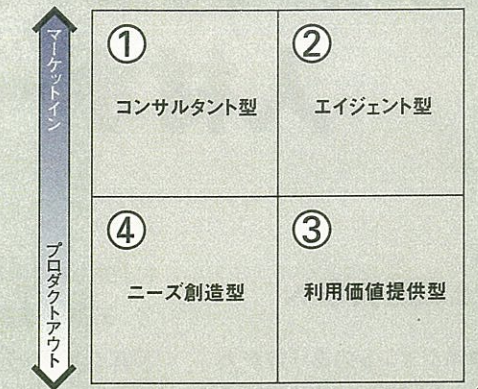 マーケットイン
プロダクトアウト
①
コンサルタント型
②
エイジェント型
④
ニーズ創造型
③
利用価値提供型